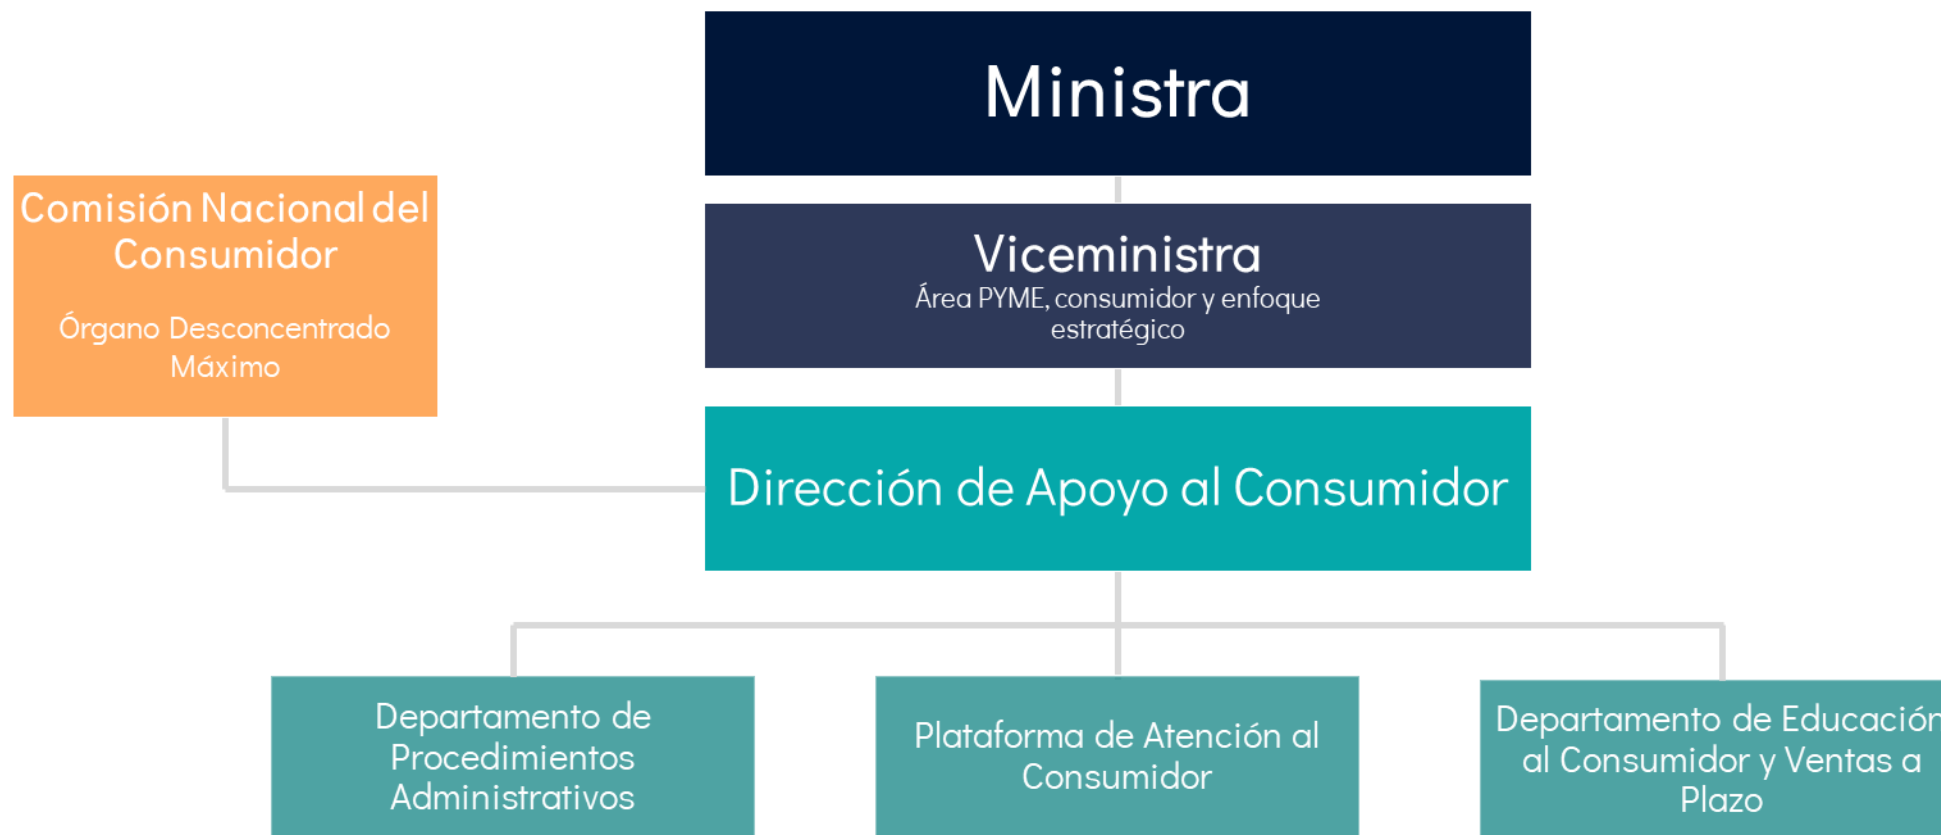 Ministra
Comisión Nacional del
Consumidor
Órgano Desconcentrado
Máximo
Viceministra
Área PYME, consumidor y enfoque
estratégico
Dirección de Apoyo al Consumidor
Departamento de
Procedimientos
Administrativos
Plataforma de Atención al
Consumidor
Departamento de Educación
al Consumidor y Ventas a
Plazo